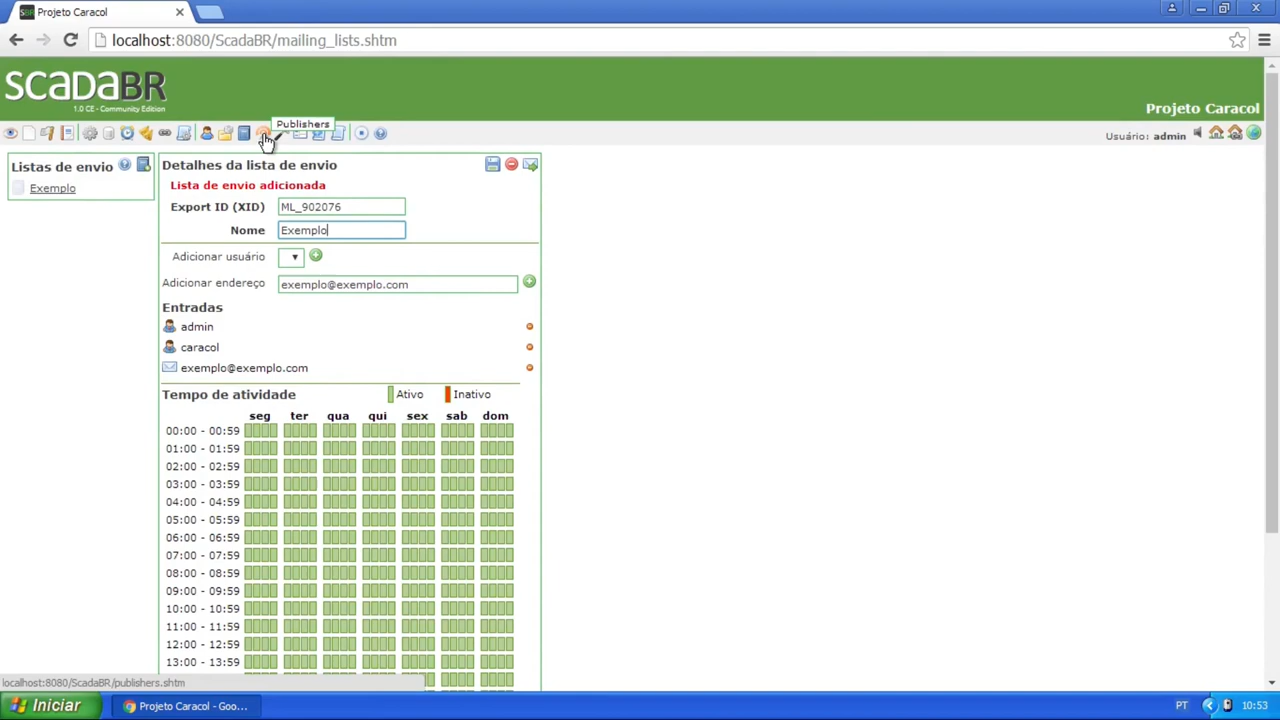 Projeto Caracol
localhost:8080/ScadaBR/mailing_lists.shtm
SCADABR
1.0 CE - Community Edition
Projeto Caracol
Publishers
Usuário: admin
Listas de envio
Exemplo
Detalhes da lista de envio
Lista de envio adicionada
Export ID (XID) ML_902076
Nome Exemplo
Adicionar usuário
Adicionar endereço exemplo@exemplo.com
Entradas
admin
caracol
exemplo@exemplo.com
Tempo de atividade Ativo Inativo
seg ter qua qui sex sab dom
00:00 - 00:59
01:00 - 01:59
02:00 - 02:59
03:00 - 03:59
04:00 - 04:59
05:00 - 05:59
06:00 - 06:59
07:00 - 07:59
08:00 - 08:59
09:00 - 09:59
10:00 - 10:59
11:00 - 11:59
12:00 - 12:59
13:00 - 13:59
localhost:8080/ScadaBR/publishers.shtm
Iniciar Projeto Caracol - Goo... PT 10:53